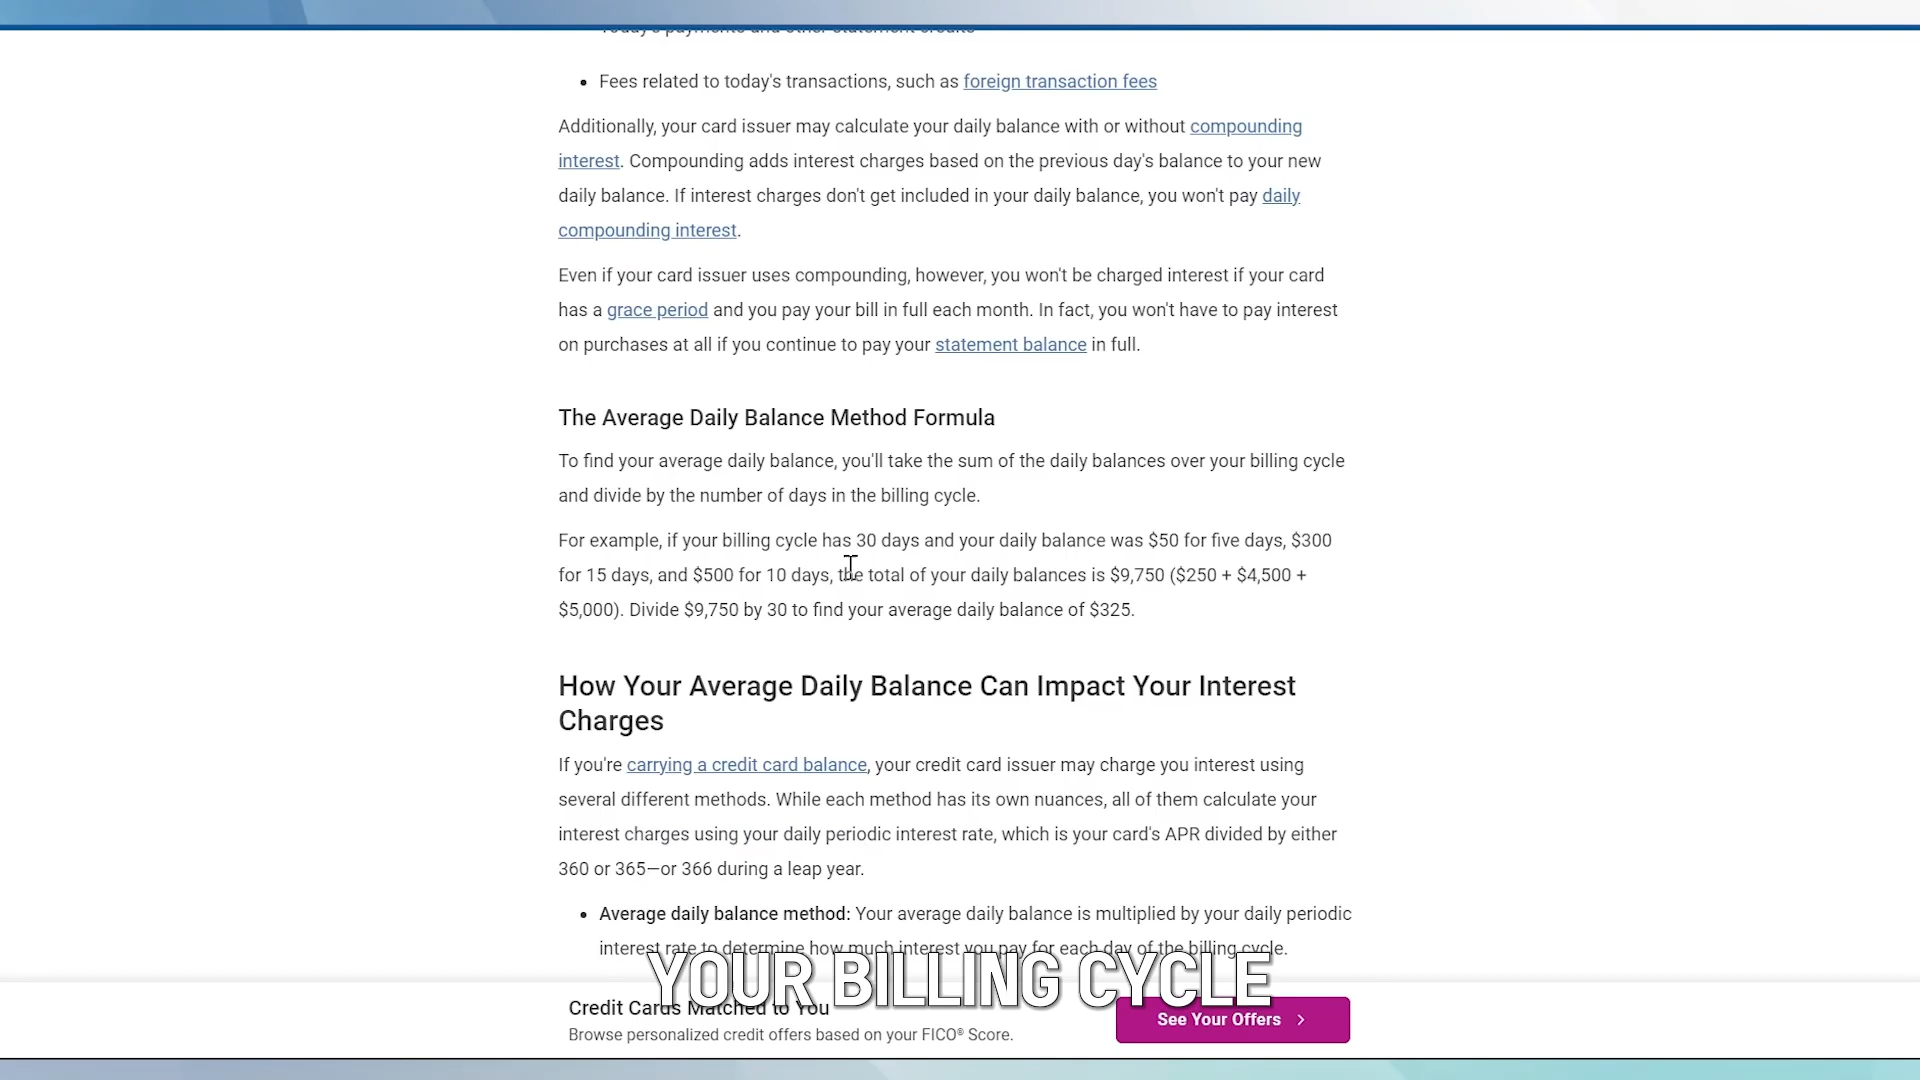 Today's payments and other statement credits
• Fees related to today's transactions, such as foreign transaction fees
Additionally, your card issuer may calculate your daily balance with or without compounding
interest. Compounding adds interest charges based on the previous day's balance to your new
daily balance. If interest charges don't get included in your daily balance, you won't pay daily
compounding interest.
Even if your card issuer uses compounding, however, you won't be charged interest if your card
has a grace period and you pay your bill in full each month. In fact, you won't have to pay interest
on purchases at all if you continue to pay your statement balance in full.
The Average Daily Balance Method Formula
To find your average daily balance, you'll take the sum of the daily balances over your billing cycle
and divide by the number of days in the billing cycle.
For example, if your billing cycle has 30 days and your daily balance was $50 for five days, $300
for 15 days, and $500 for 10 days, the total of your daily balances is $9,750 ($250 + $4,500 +
$5,000). Divide $9,750 by 30 to find your average daily balance of $325.
How Your Average Daily Balance Can Impact Your Interest
Charges
If you're carrying a credit card balance, your credit card issuer may charge you interest using
several different methods. While each method has its own nuances, all of them calculate your
interest charges using your daily periodic interest rate, which is your card's APR divided by either
360 or 365—or 366 during a leap year.
• Average daily balance method: Your average daily balance is multiplied by your daily periodic
interest rate to determine how much interest you pay for each day of the billing cycle.
YOUR BILLING CYCLE
Credit Cards Matched to You
Browse personalized credit offers based on your FICO® Score.
See Your Offers